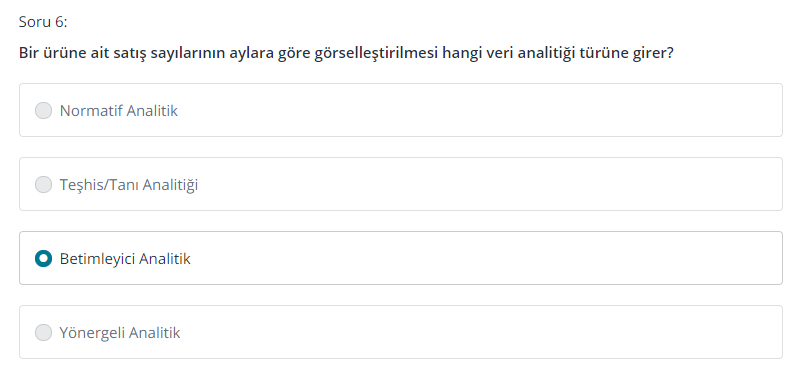 Soru 6:
Bir ürüne ait satış sayılarının aylara göre görselleştirilmesi hangi veri analitiği türüne girer?
Normatif Analitik
Teşhis/Tanı Analitiği
Betimleyici Analitik
Yönergeli Analitik